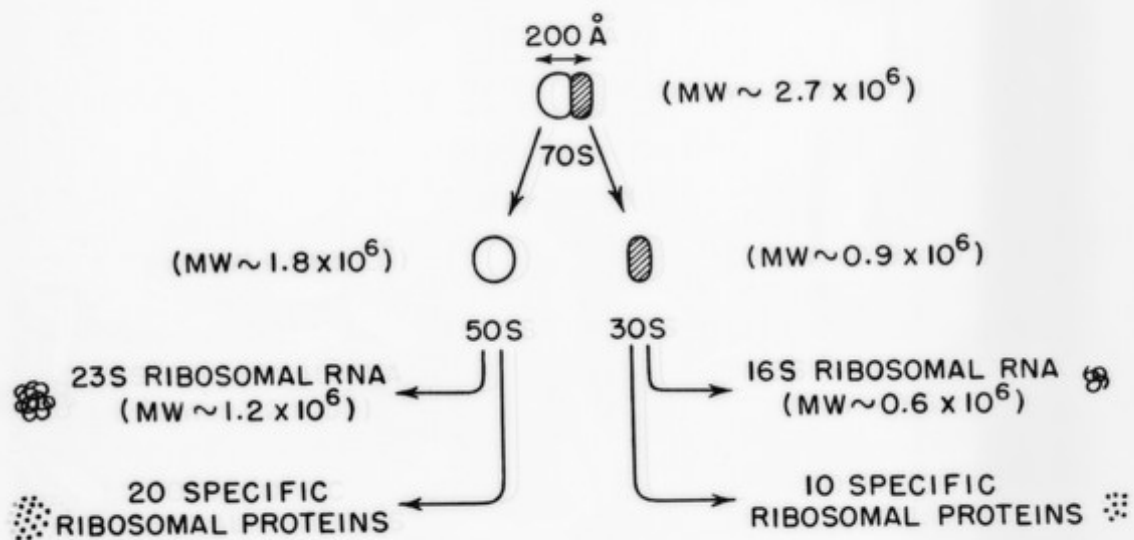 200 Å
(MW ~ 2.7 x 10⁶)
70S
(MW ~ 1.8 x 10⁶)
(MW ~ 0.9 x 10⁶)
50S
30S
23S RIBOSOMAL RNA
(MW ~ 1.2 x 10⁶)
16S RIBOSOMAL RNA
(MW ~ 0.6 x 10⁶)
20 SPECIFIC
RIBOSOMAL PROTEINS
10 SPECIFIC
RIBOSOMAL PROTEINS